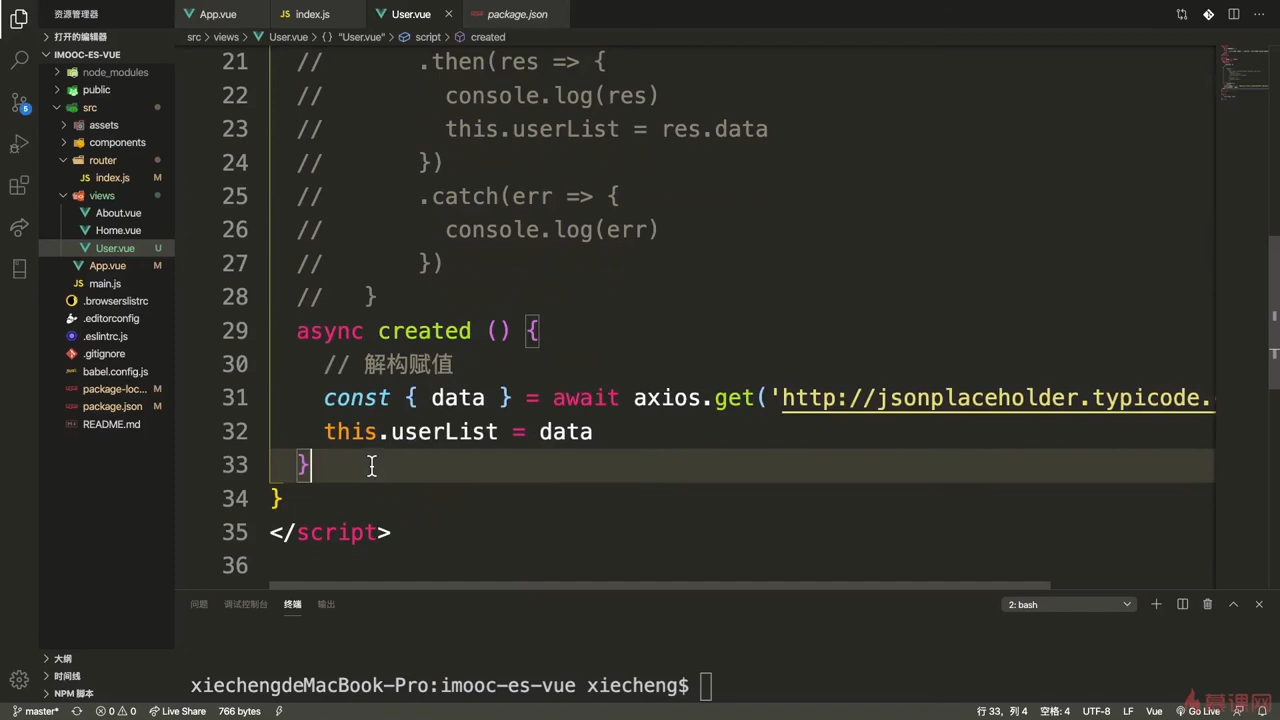 资源管理器
App.vue
index.js
User.vue
package.json
打开的编辑器
src > views > User.vue > {} "User.vue" > script > created
IMOOC-ES-VUE
node_modules
public
src
assets
components
router
index.js M
views
About.vue
Home.vue
User.vue U
App.vue M
main.js
.browserslistrc
.editorconfig
.eslintrc.js
.gitignore
babel.config.js
package-loc... M
package.json M
README.md
大纲
时间线
NPM 脚本
5
21 // .then(res => {
22 // console.log(res)
23 // this.userList = res.data
24 // })
25 // .catch(err => {
26 // console.log(err)
27 // })
28 // }
29 async created () {
30 // 解构赋值
31 const { data } = await axios.get('http://jsonplaceholder.typicode.
32 this.userList = data
33 }
34 }
35 </script>
36
问题 调试控制台 终端 输出 2: bash
xiechengdeMacBook-Pro:imooc-es-vue xiecheng$
master* 0 0 Live Share 766 bytes 行 33, 列 4 空格: 4 UTF-8 LF Vue Go Live
慕课网